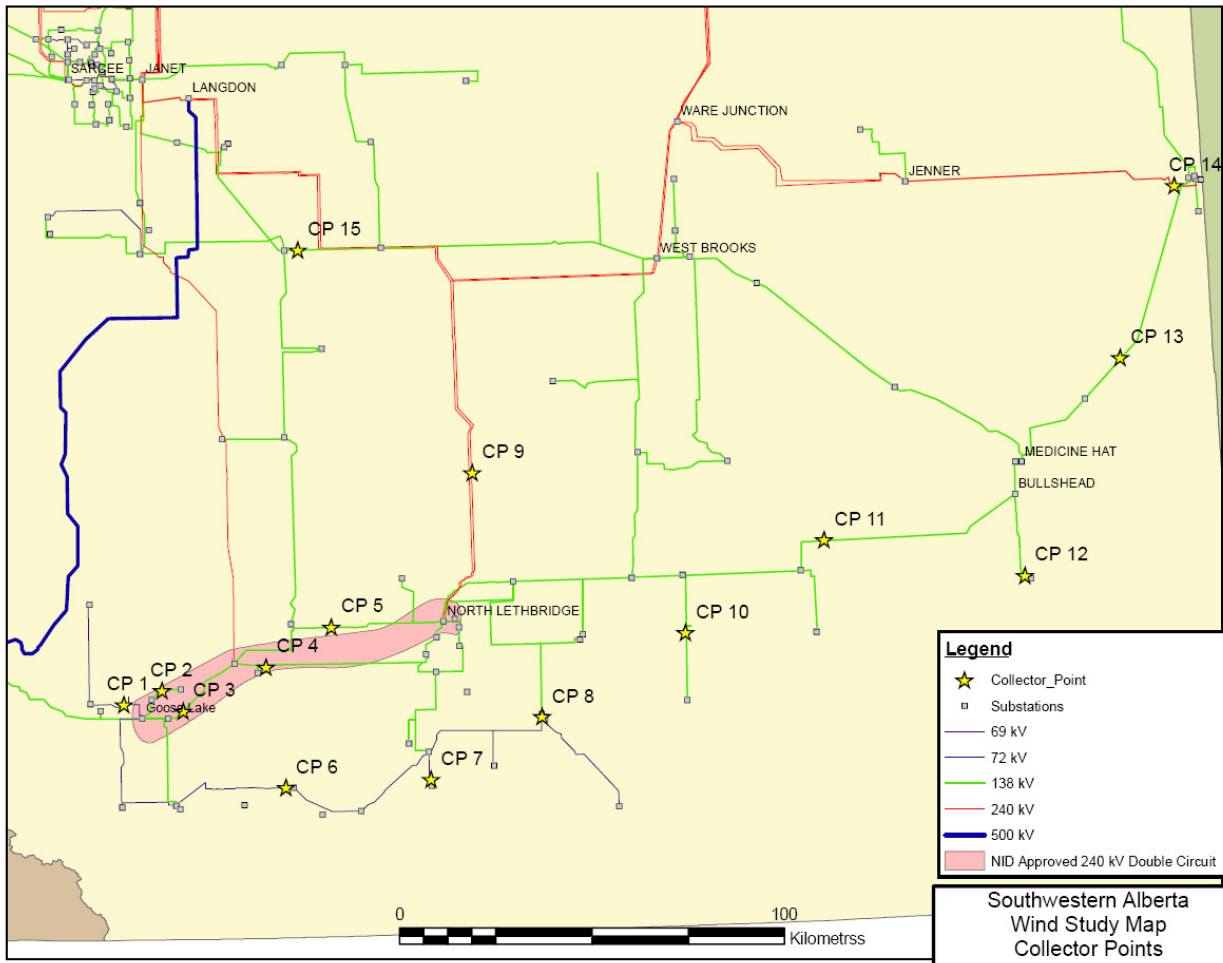 SARCEE
JANET
LANGDON
WARE JUNCTION
JENNER
CP 14
CP 15
WEST BROOKS
CP 13
CP 9
MEDICINE HAT
BULLSHEAD
CP 11
CP 12
NORTH LETHBRIDGE
CP 5
CP 10
CP 4
CP 2
CP 1
CP 3
Goose Lake
CP 8
CP 7
CP 6
Legend
Collector_Point
Substations
69 kV
72 kV
138 kV
240 kV
500 kV
NID Approved 240 kV Double Circuit
0
100
Kilometrss
Southwestern Alberta
Wind Study Map
Collector Points